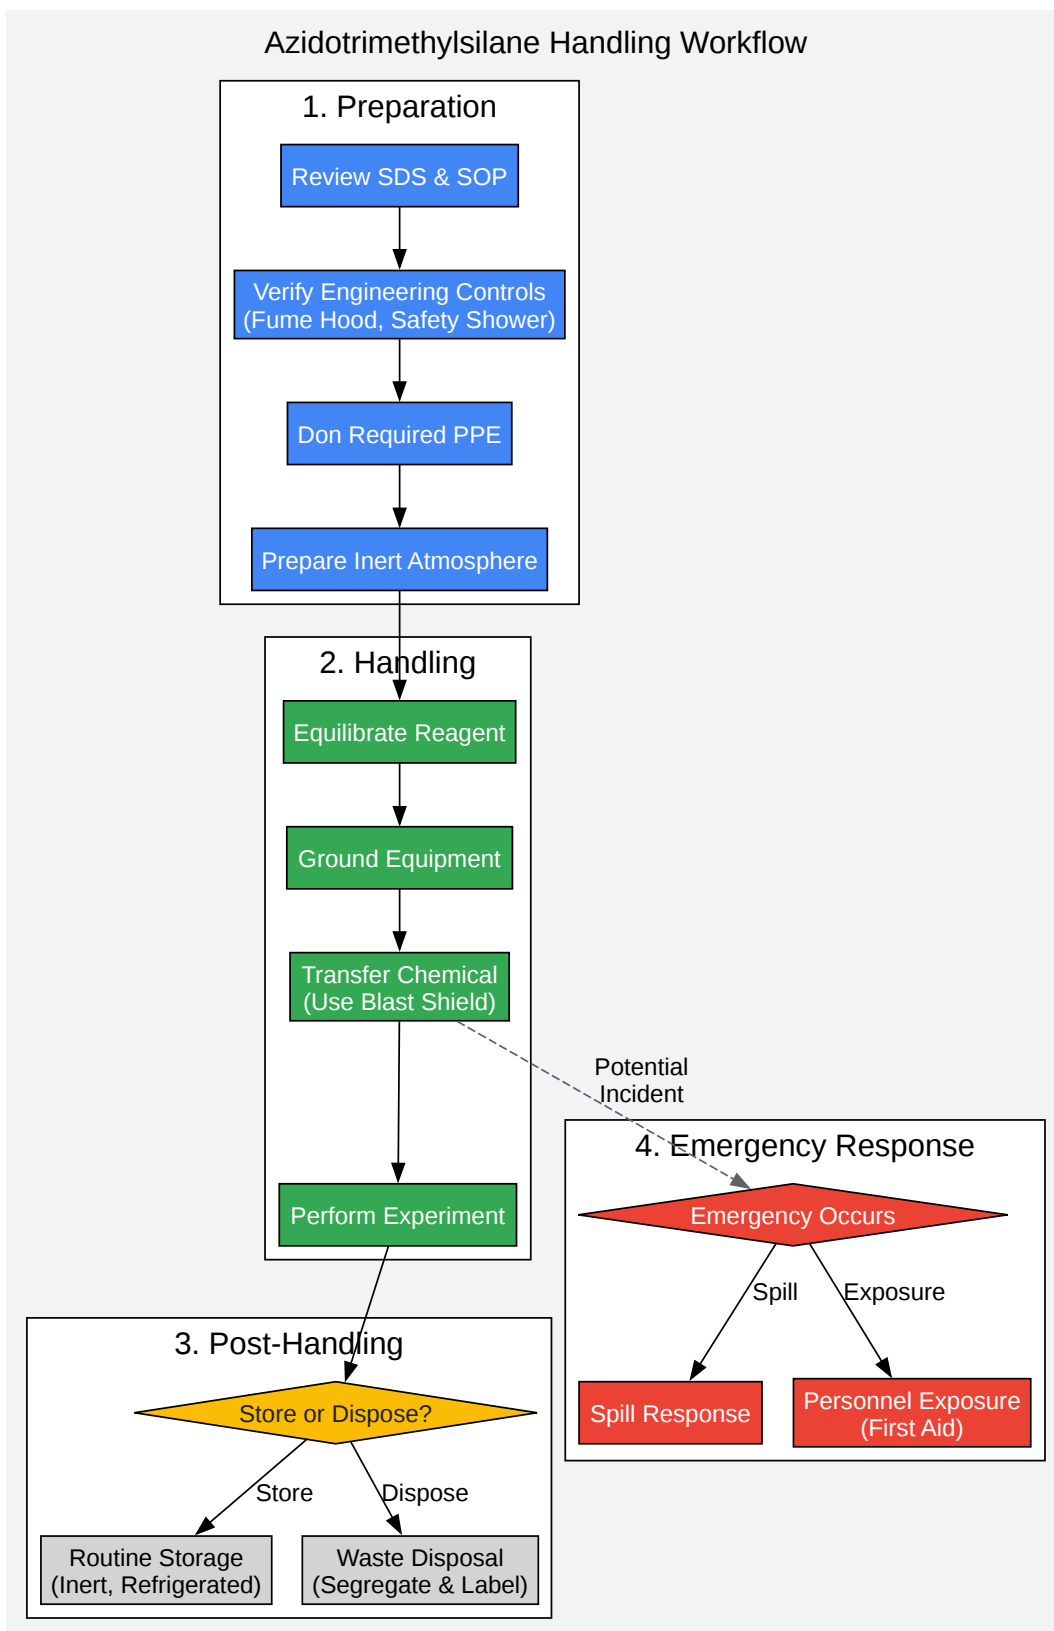 Azidotrimethylsilane Handling Workflow
1. Preparation
Review SDS & SOP
Verify Engineering Controls
(Fume Hood, Safety Shower)
Don Required PPE
Prepare Inert Atmosphere
2. Handling
Equilibrate Reagent
Ground Equipment
Transfer Chemical
(Use Blast Shield)
Potential
Incident
Perform Experiment
4. Emergency Response
Emergency Occurs
Spill
Exposure
Spill Response
Personnel Exposure
(First Aid)
3. Post-Handling
Store or Dispose?
Store
Dispose
Routine Storage
(Inert, Refrigerated)
Waste Disposal
(Segregate & Label)